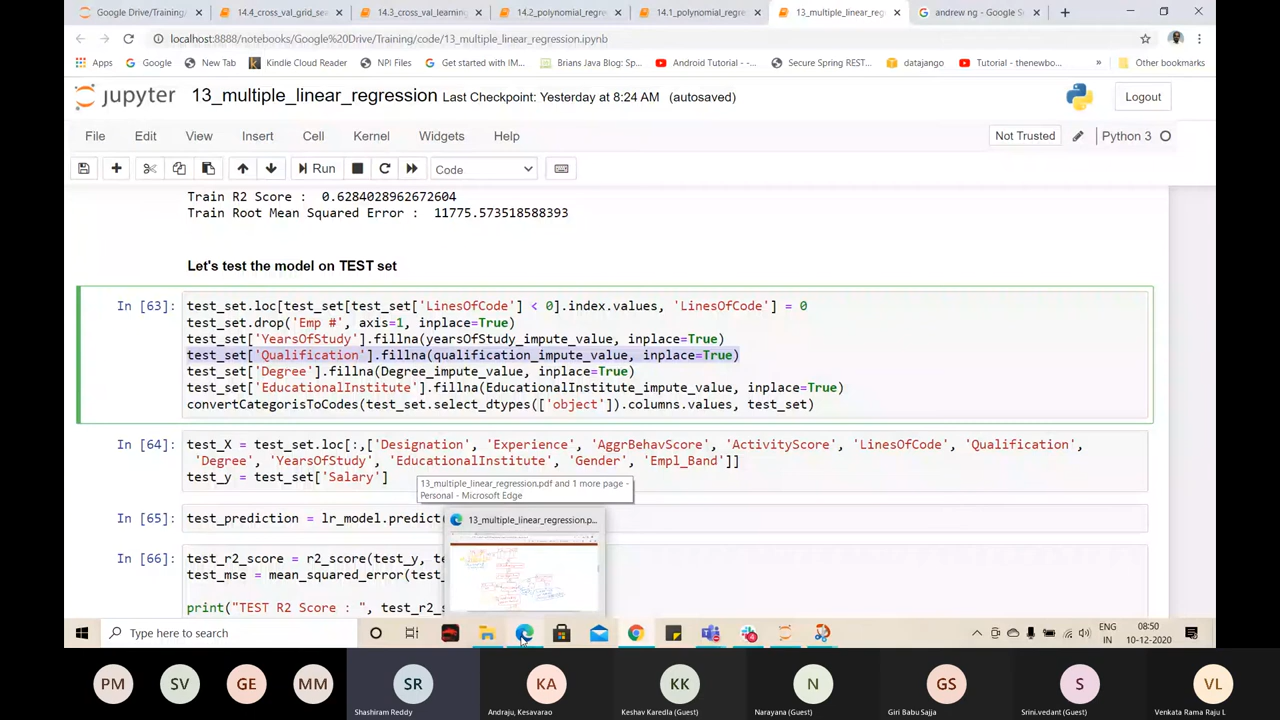 Google Drive/Training/
14.4_cross_val_grid_se
14.3_cross_val_learning
14.2_polynomial_regre
14.1_polynomial_regre
13_multiple_linear_reg
andrew ng - Google S
localhost:8888/notebooks/Google%20Drive/Training/code/13_multiple_linear_regression.ipynb
Apps
Google
New Tab
Kindle Cloud Reader
NPI Files
Get started with IM...
Brians Java Blog: Sp...
Android Tutorial - -...
Secure Spring REST...
datajango
Tutorial - thenewbo...
»
Other bookmarks
jupyter 13_multiple_linear_regression Last Checkpoint: Yesterday at 8:24 AM (autosaved)
Logout
File Edit View Insert Cell Kernel Widgets Help
Not Trusted
Python 3
Run
Code
Train R2 Score :  0.6284028962672604
Train Root Mean Squared Error :  11775.573518588393
Let's test the model on TEST set
In [63]: test_set.loc[test_set[test_set['LinesOfCode'] < 0].index.values, 'LinesOfCode'] = 0
test_set.drop('Emp #', axis=1, inplace=True)
test_set['YearsOfStudy'].fillna(yearsOfStudy_impute_value, inplace=True)
test_set['Qualification'].fillna(qualification_impute_value, inplace=True)
test_set['Degree'].fillna(Degree_impute_value, inplace=True)
test_set['EducationalInstitute'].fillna(EducationalInstitute_impute_value, inplace=True)
convertCategorisToCodes(test_set.select_dtypes(['object']).columns.values, test_set)
In [64]: test_X = test_set.loc[:,['Designation', 'Experience', 'AggrBehavScore', 'ActivityScore', 'LinesOfCode', 'Qualification',
'Degree', 'YearsOfStudy', 'EducationalInstitute', 'Gender', 'Empl_Band']]
test_y = test_set['Salary']
13_multiple_linear_regression.pdf and 1 more page -
Personal - Microsoft Edge
13_multiple_linear_regression.p...
In [65]: test_prediction = lr_model.predict(
In [66]: test_r2_score = r2_score(test_y, te
test_mse = mean_squared_error(test_
print("TEST R2 Score : ", test_r2_s
Type here to search
ENG
IN
08:50
10-12-2020
PM
SV
GE
MM
SR
KA
KK
N
GS
S
VL
Shashiram Reddy
Andraju, Kesavarao
Keshav Karedla (Guest)
Narayana (Guest)
Giri Babu Sajja
Srini.vedant (Guest)
Venkata Rama Raju L